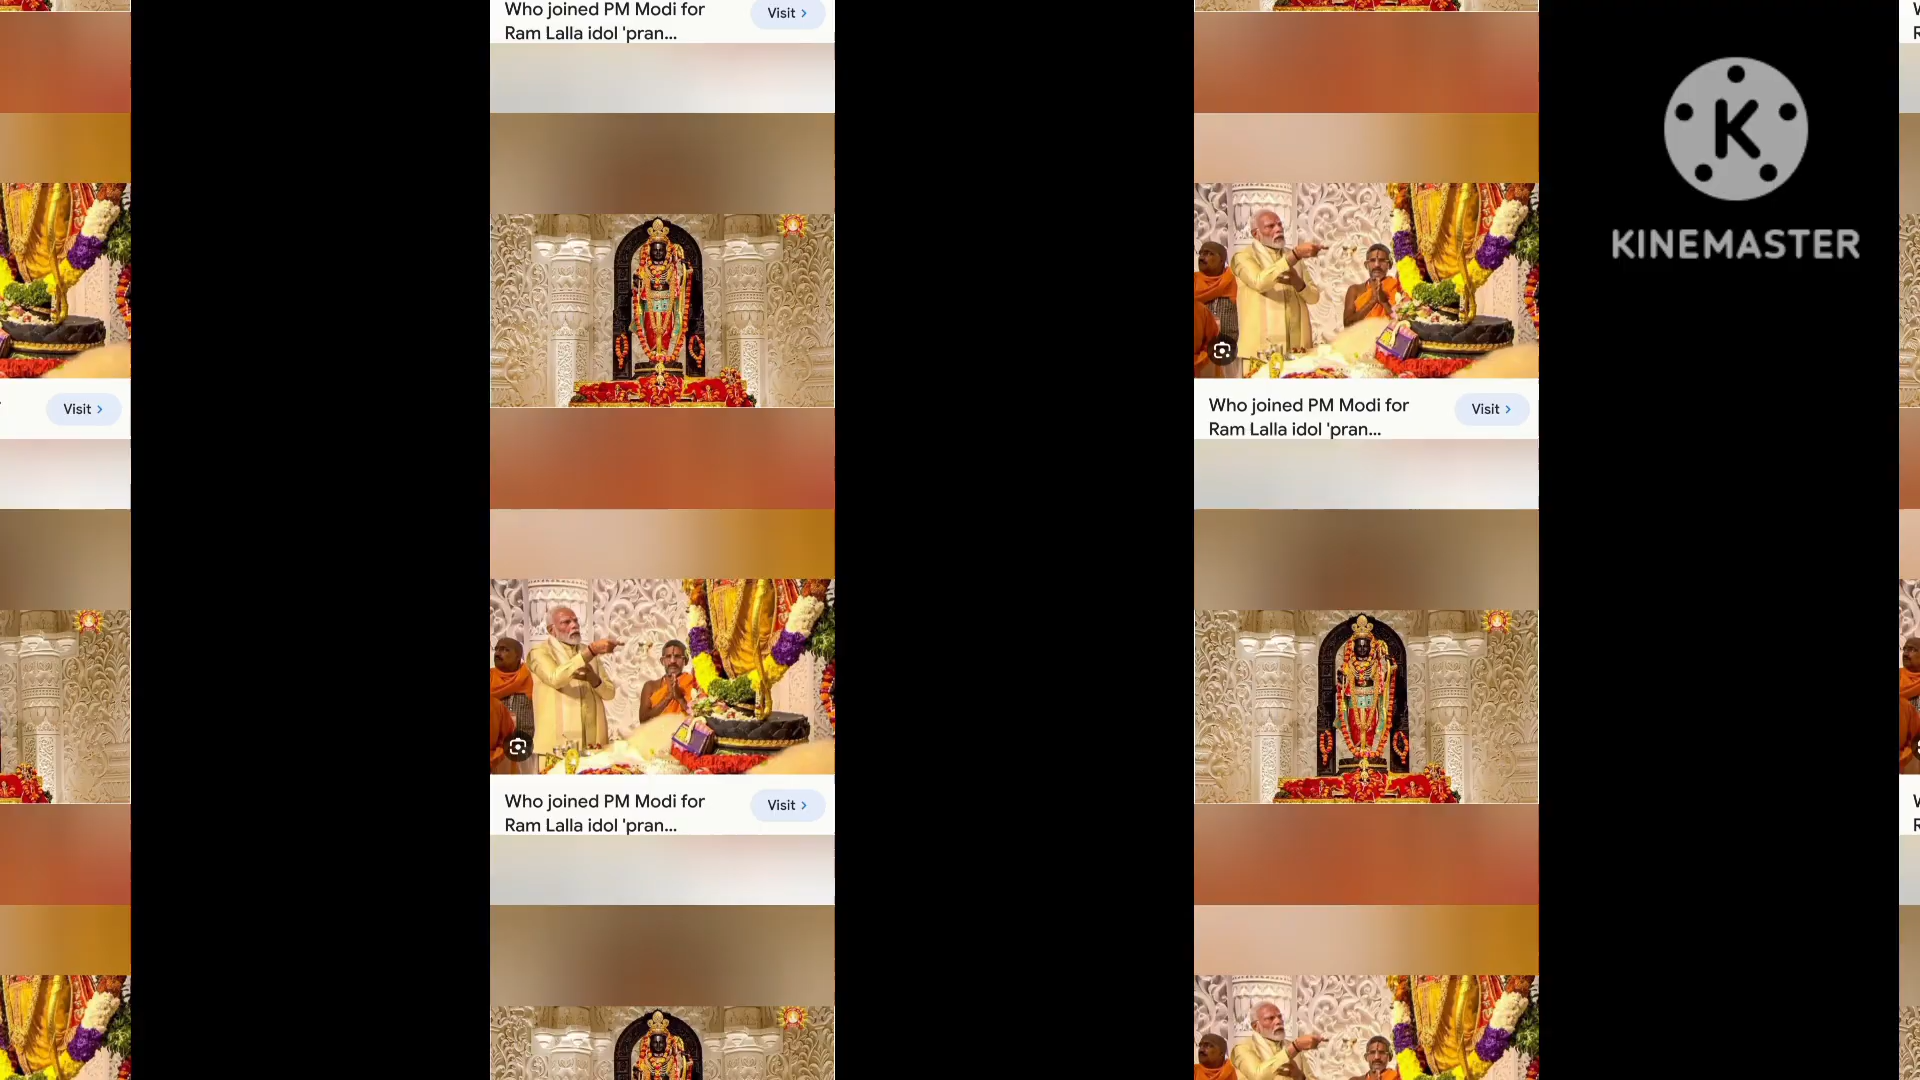 Who joined PM Modi for
Ram Lalla idol 'pran...
Visit >
KINEMASTER
Visit >
Who joined PM Modi for
Ram Lalla idol 'pran...
Visit >
Who joined PM Modi for
Ram Lalla idol 'pran...
Visit >